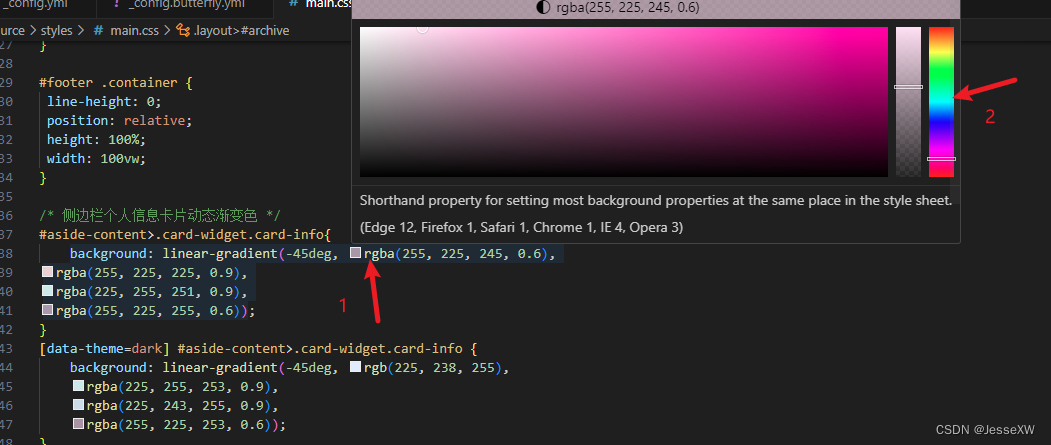 _config.yml
! _config.butterfly.yml
# main.css
rgba(255, 225, 245, 0.6)
urce > styles > # main.css > .layout>#archive
27 }
28
29 #footer .container {
30 line-height: 0;
31 position: relative;
32 height: 100%;
33 width: 100vw;
34 }
35
2
Shorthand property for setting most background properties at the same place in the style sheet.
(Edge 12, Firefox 1, Safari 1, Chrome 1, IE 4, Opera 3)
36 /* 侧边栏个人信息卡片动态渐变色 */
37 #aside-content>.card-widget.card-info{
38 background: linear-gradient(-45deg, rgba(255, 225, 245, 0.6),
39 rgba(255, 225, 225, 0.9),
40 rgba(225, 255, 251, 0.9),
41 rgba(255, 225, 255, 0.6));
1
42 }
43 [data-theme=dark] #aside-content>.card-widget.card-info {
44 background: linear-gradient(-45deg, rgb(225, 238, 255),
45 rgba(225, 255, 253, 0.9),
46 rgba(225, 243, 255, 0.9),
47 rgba(255, 225, 253, 0.6));
48 }
CSDN @JesseXW